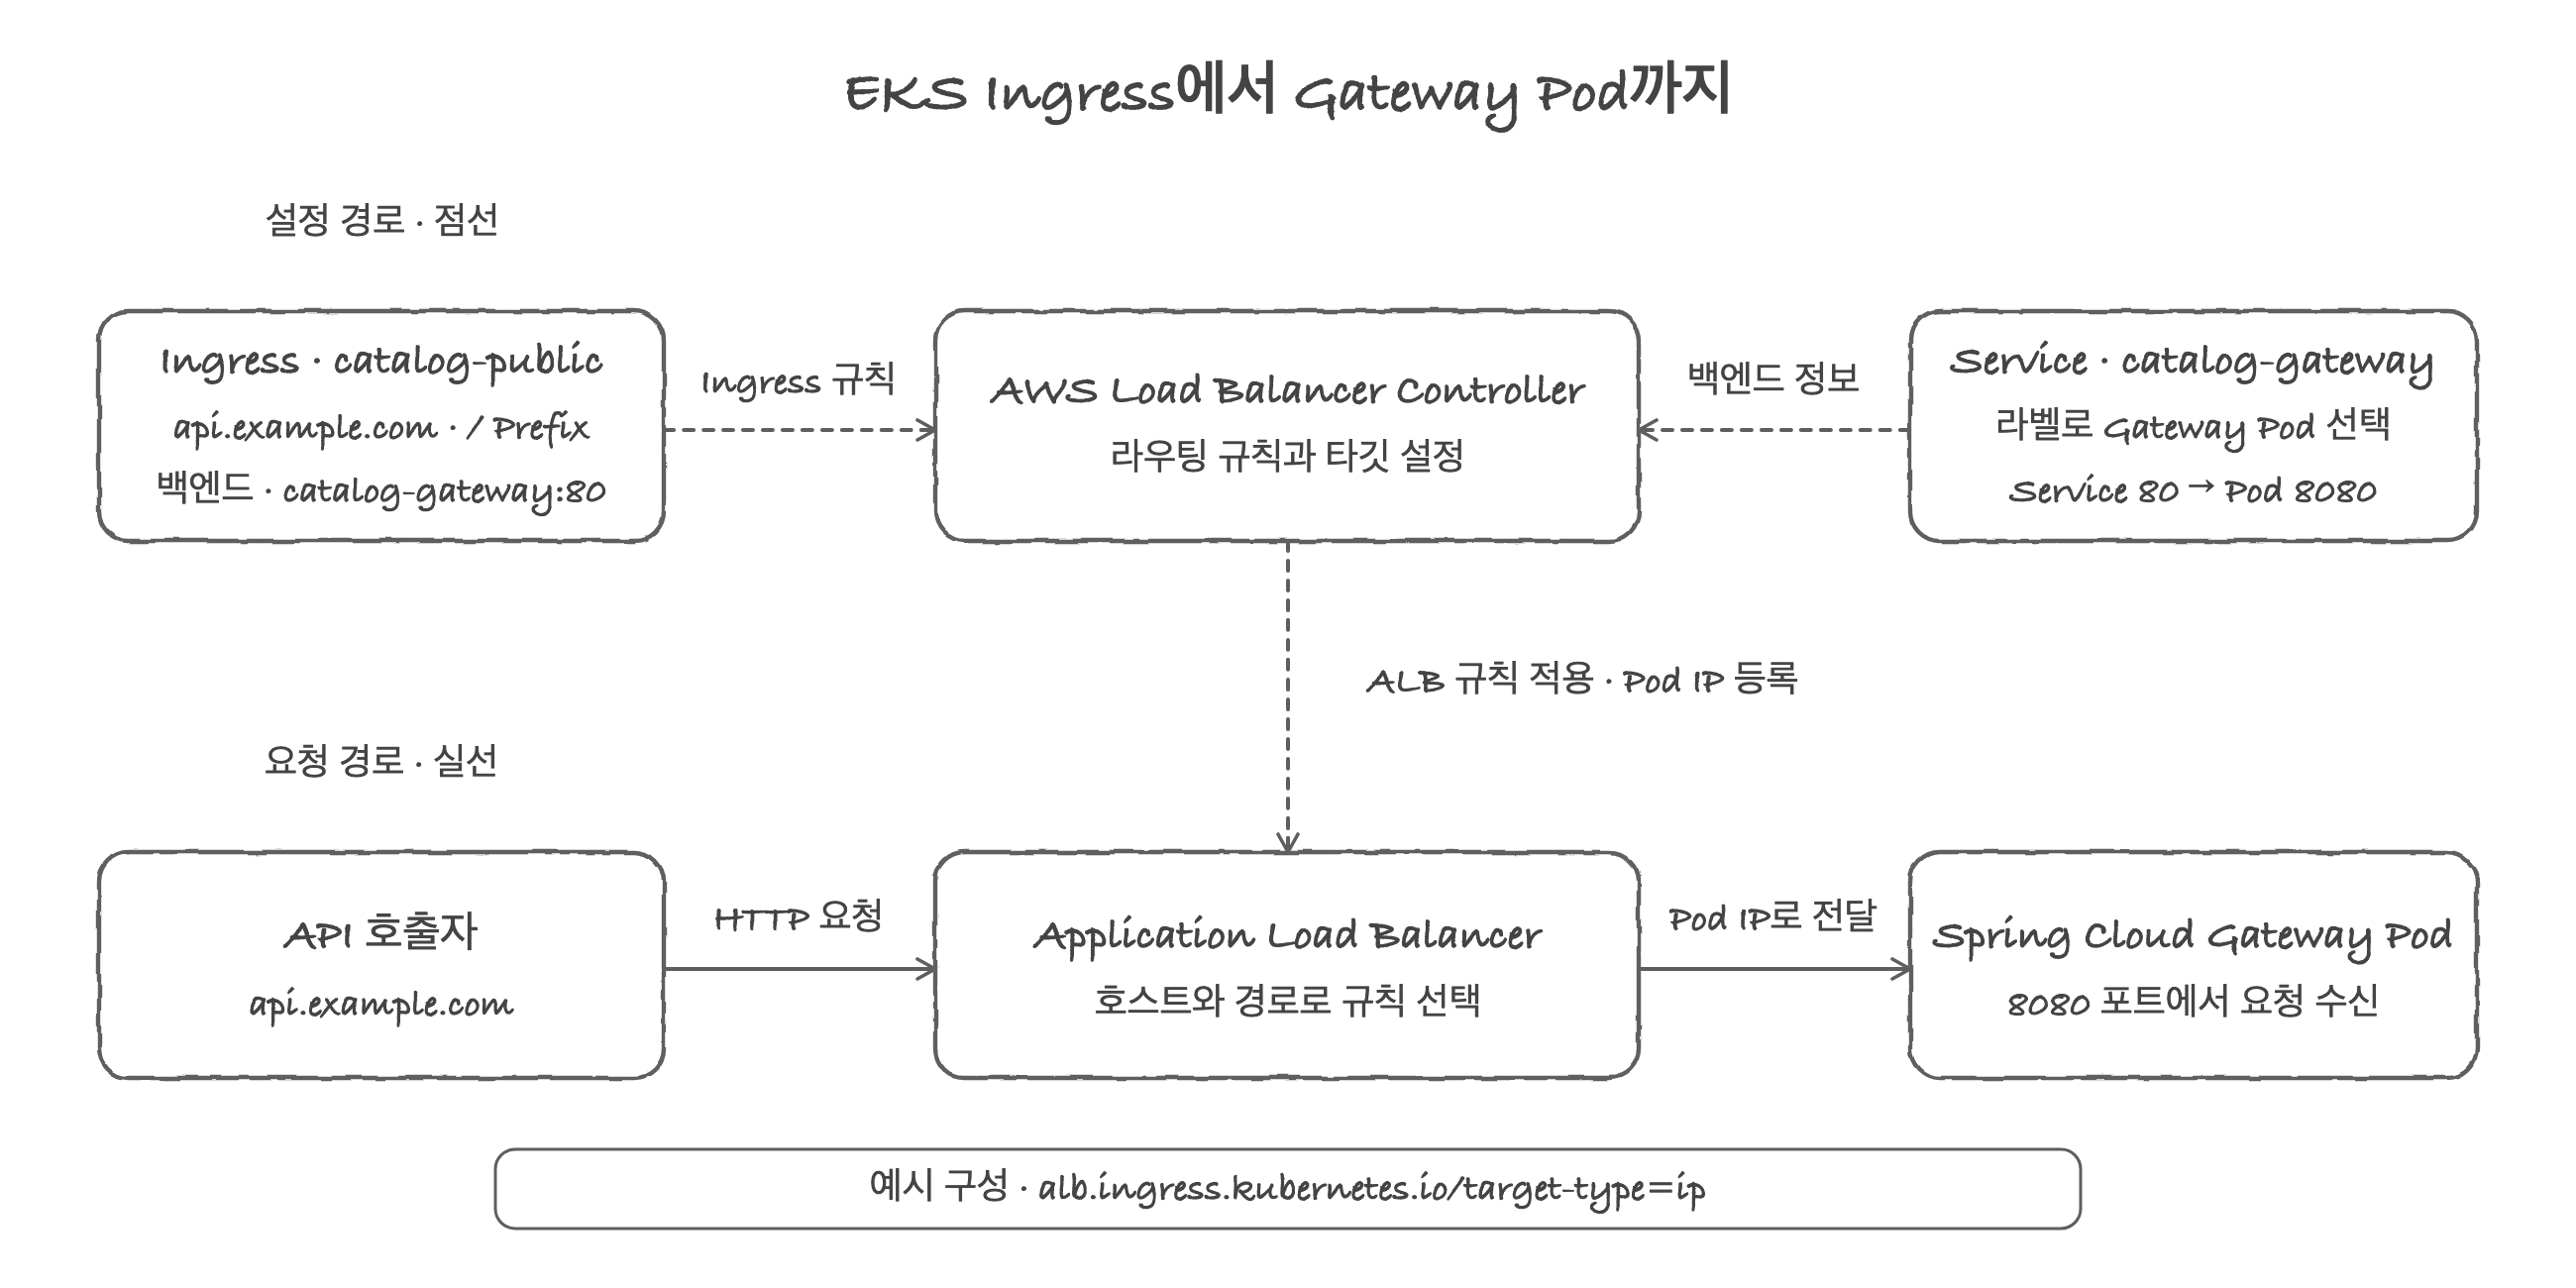 EKS Ingress에서 Gateway Pod까지
설정 경로 · 점선
Ingress · catalog-public
api.example.com · / Prefix
백엔드 · catalog-gateway:80
Ingress 규칙
AWS Load Balancer Controller
라우팅 규칙과 타깃 설정
백엔드 정보
Service · catalog-gateway
라벨로 Gateway Pod 선택
Service 80 → Pod 8080
ALB 규칙 적용 · Pod IP 등록
요청 경로 · 실선
API 호출자
api.example.com
HTTP 요청
Application Load Balancer
호스트와 경로로 규칙 선택
Pod IP로 전달
Spring Cloud Gateway Pod
8080 포트에서 요청 수신
예시 구성 · alb.ingress.kubernetes.io/target-type=ip